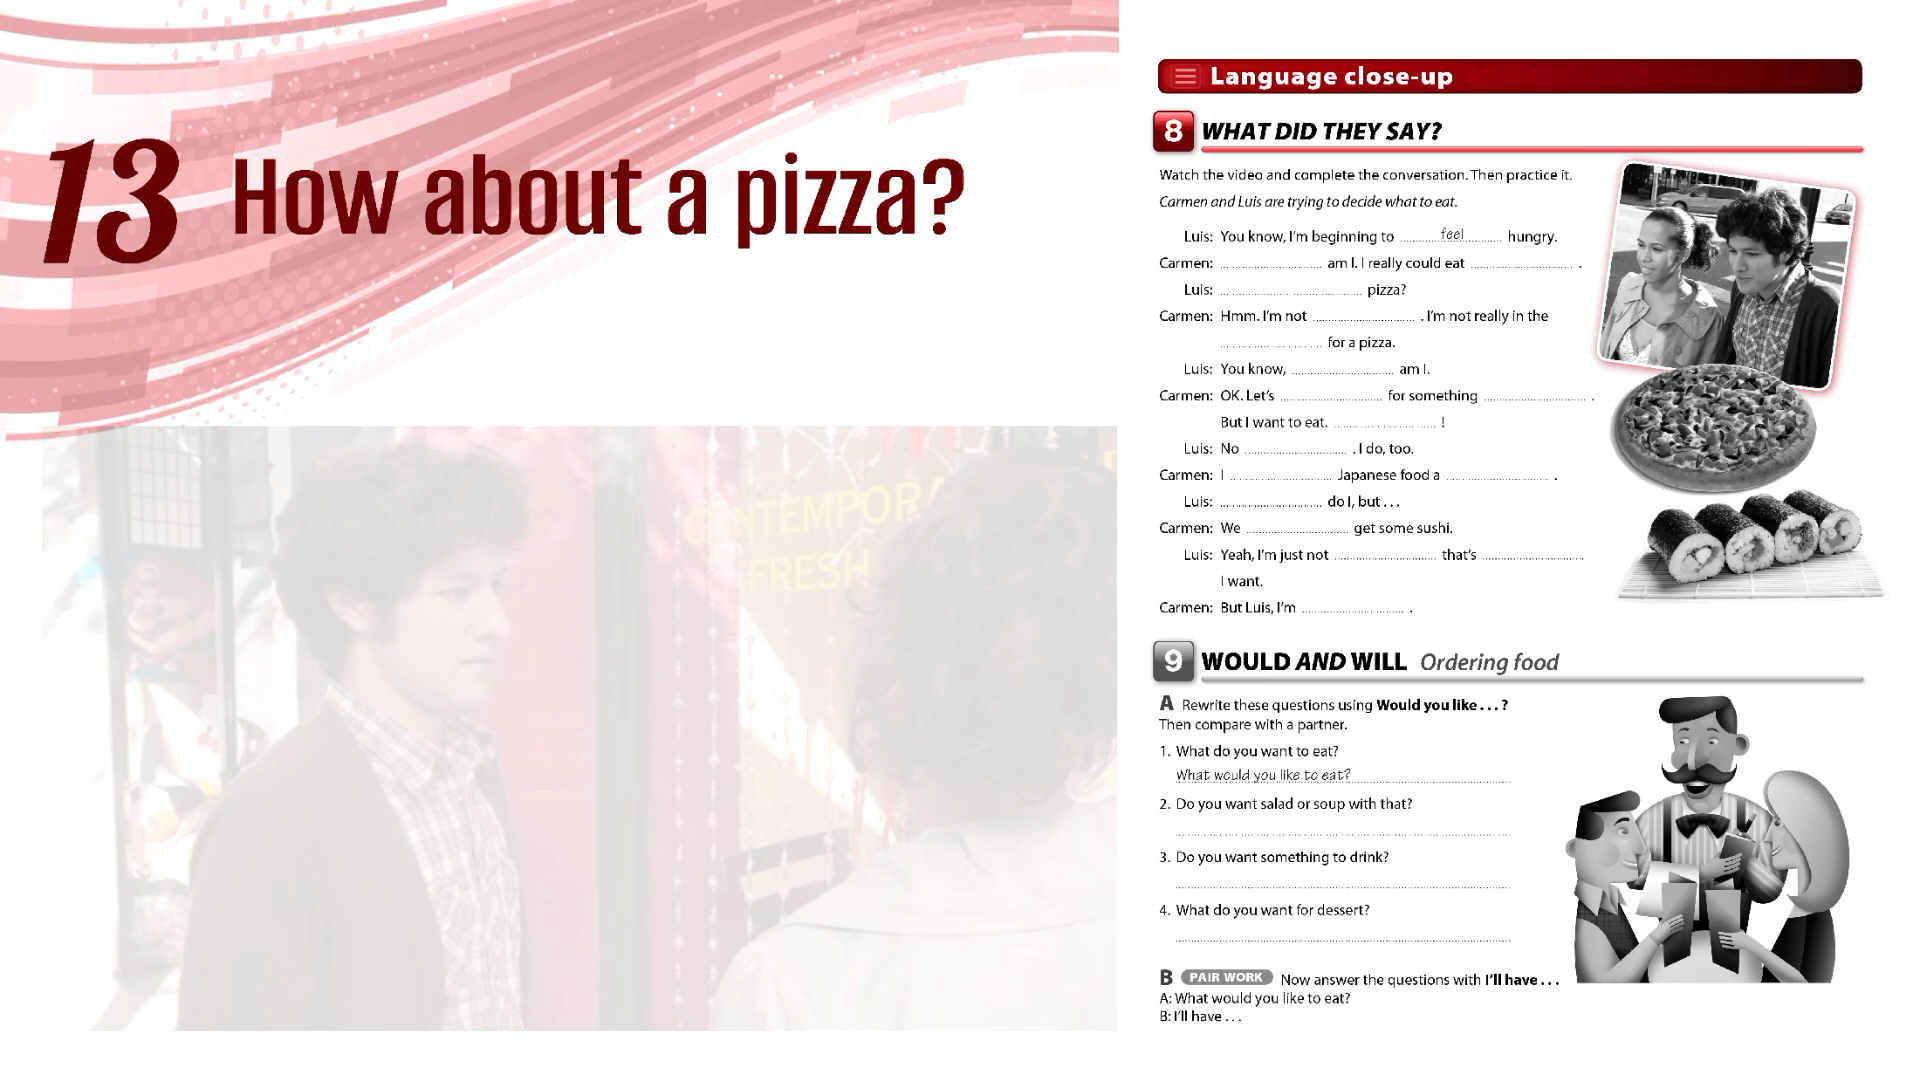 13 How about a pizza?
CONTEMPORA
FRESH
Language close-up
8 WHAT DID THEY SAY?
Watch the video and complete the conversation. Then practice it.
Carmen and Luis are trying to decide what to eat.
Luis: You know, I'm beginning to feel hungry.
Carmen: .............................. am I. I really could eat .............................. .
Luis: .............................. .............................. pizza?
Carmen: Hmm. I'm not .............................. . I'm not really in the
.............................. for a pizza.
Luis: You know, .............................. am I.
Carmen: OK. Let's .............................. for something .............................. .
But I want to eat. .............................. !
Luis: No .............................. . I do, too.
Carmen: I .............................. Japanese food a .............................. .
Luis: .............................. do I, but . . .
Carmen: We .............................. get some sushi.
Luis: Yeah, I'm just not .............................. that's ..............................
I want.
Carmen: But Luis, I'm .............................. .
9 WOULD AND WILL Ordering food
A Rewrite these questions using Would you like . . . ?
Then compare with a partner.
1. What do you want to eat?
What would you like to eat?
2. Do you want salad or soup with that?
3. Do you want something to drink?
4. What do you want for dessert?
B PAIR WORK Now answer the questions with I'll have . . .
A: What would you like to eat?
B: I'll have . . .